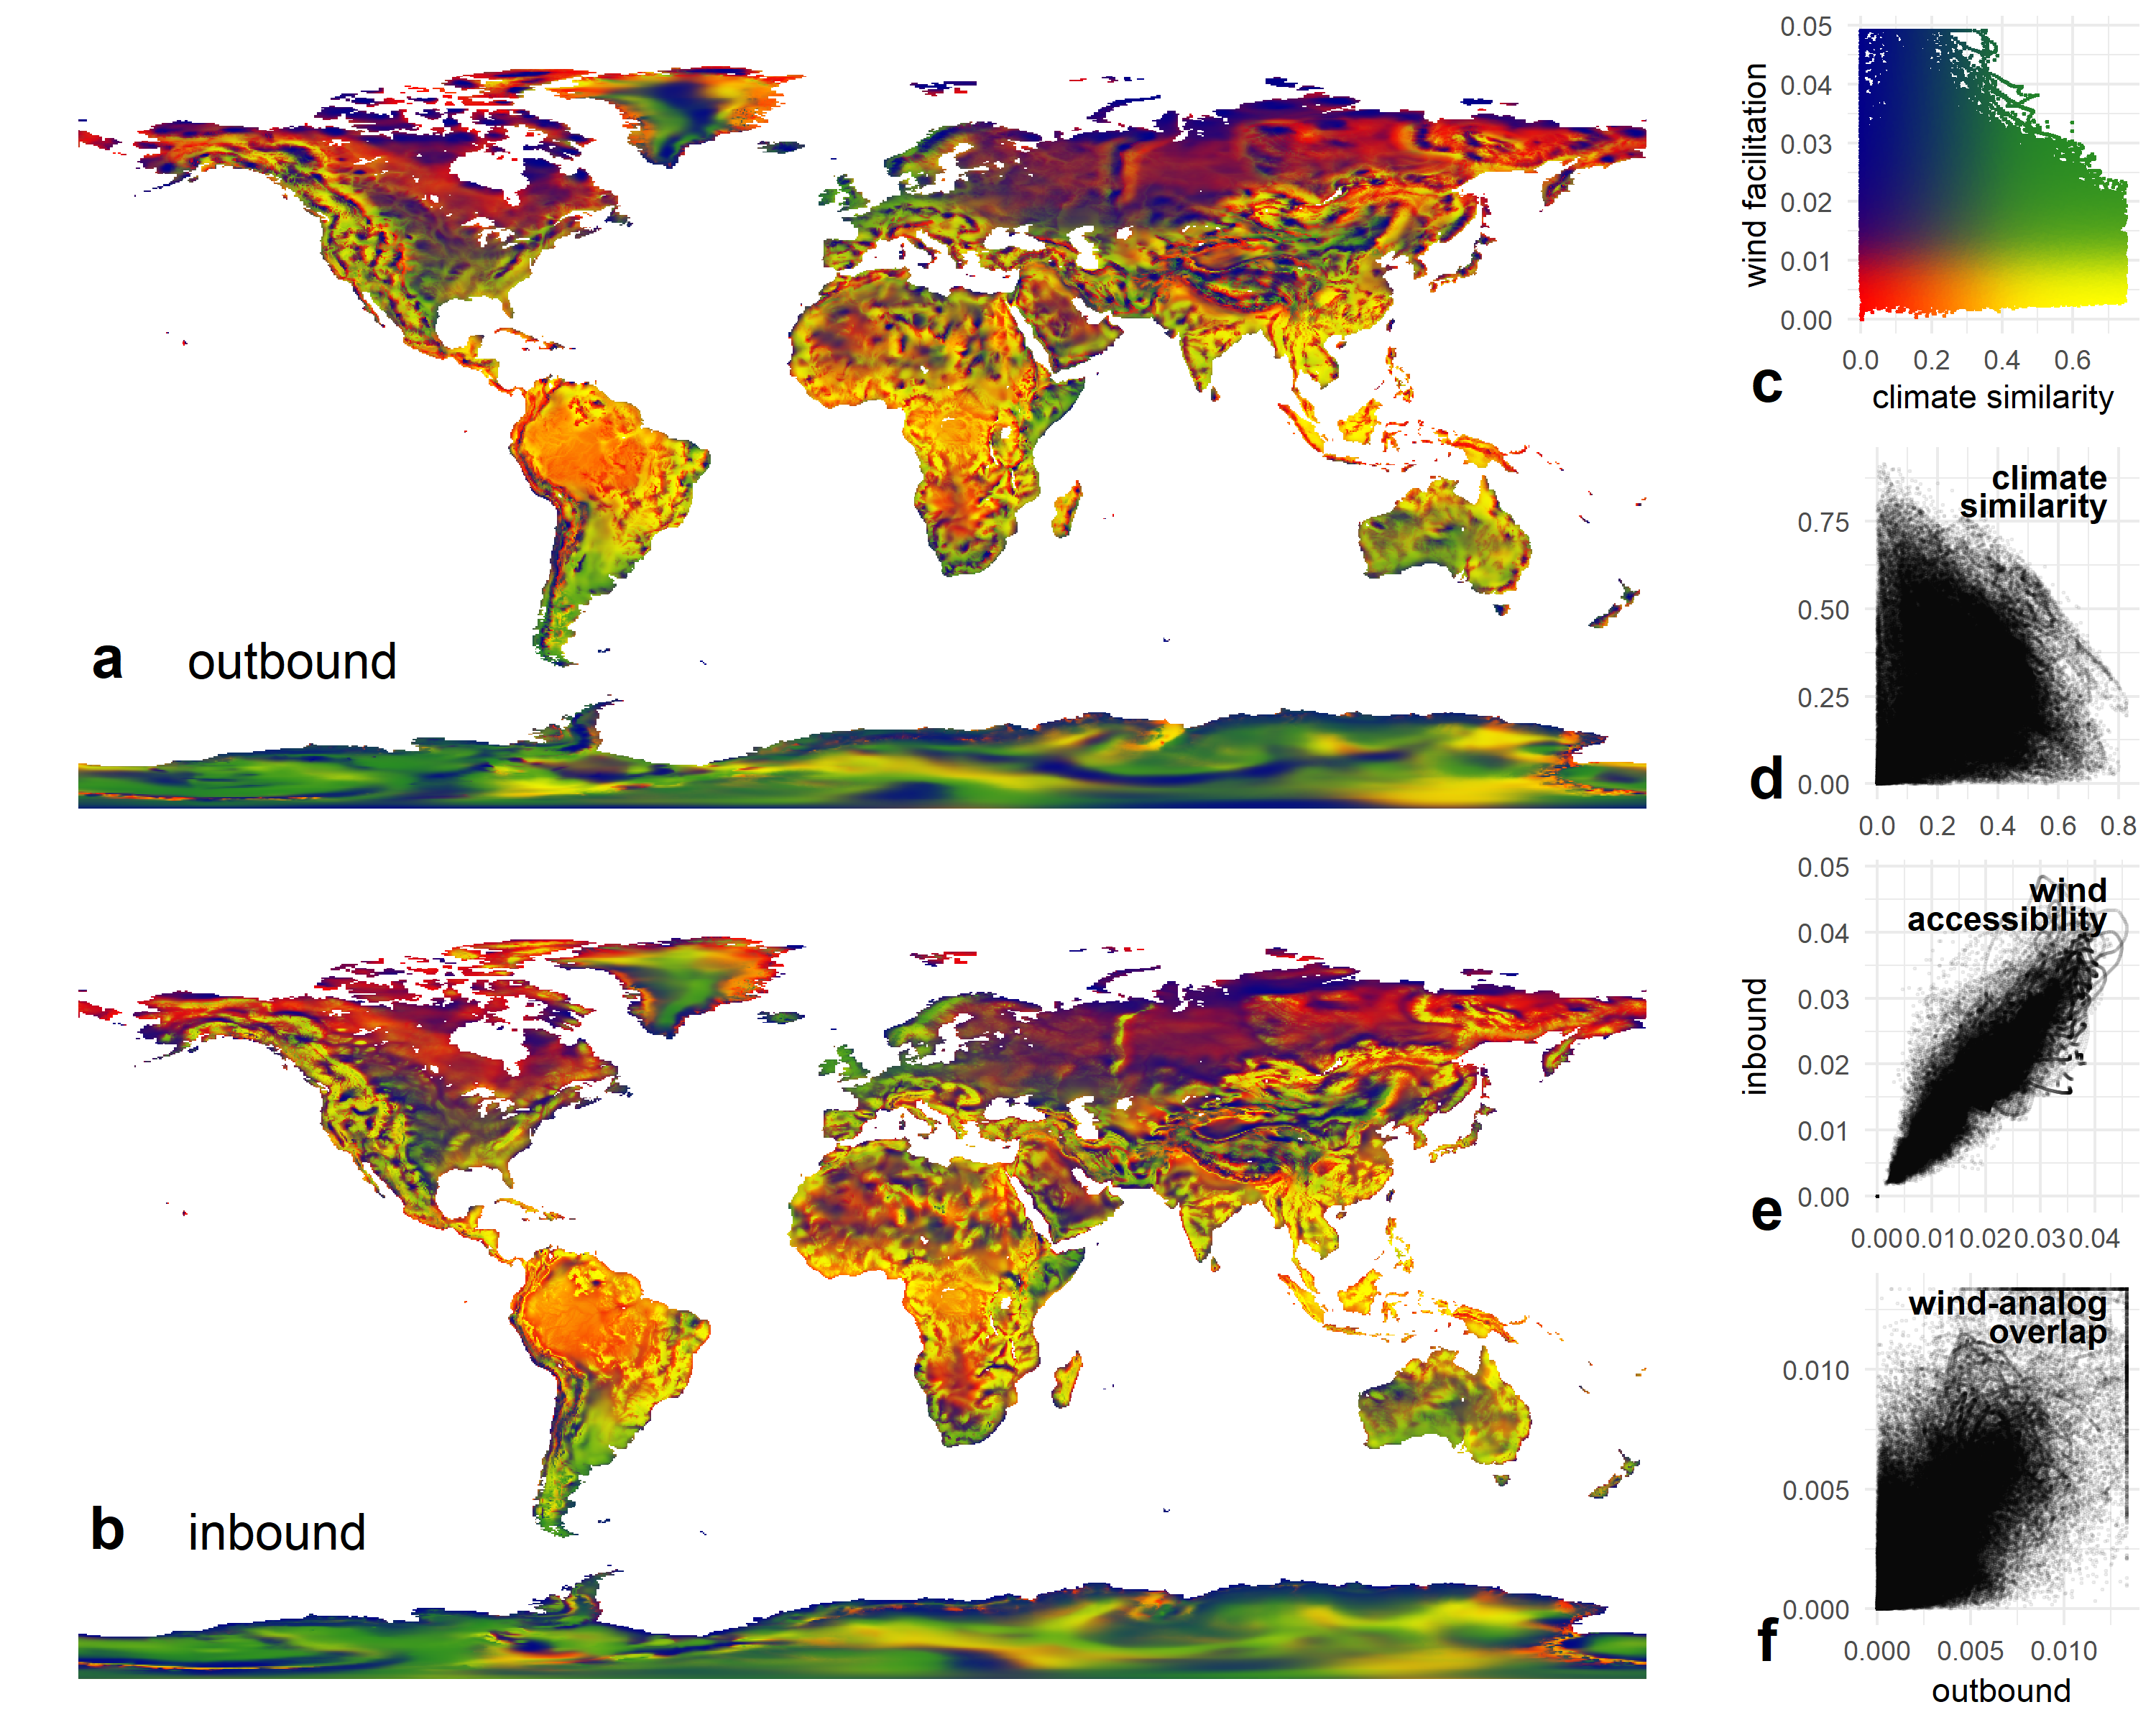 a outbound
b inbound
0.05
0.04
0.03
0.02
0.01
0.00
wind facilitation
0.0 0.2 0.4 0.6
climate similarity
c
climate
similarity
0.75
0.50
0.25
0.00
0.0 0.2 0.4 0.6 0.8
d
wind
accessibility
0.05
0.04
0.03
0.02
0.01
0.00
inbound
0.000.010.020.030.04
e
wind-analog
overlap
0.010
0.005
0.000
0.000 0.005 0.010
outbound
f